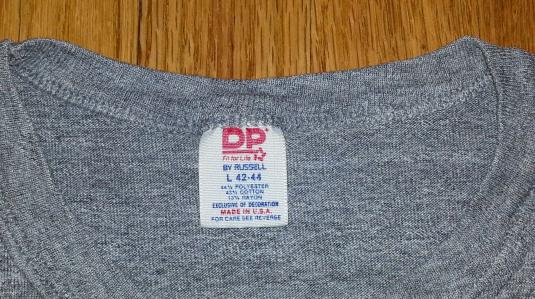 DP
Fit for Life
BY RUSSELL
L 42-44
44% POLYESTER
43% COTTON
13% RAYON
EXCLUSIVE OF DECORATION
MADE IN U.S.A.
FOR CARE SEE REVERSE